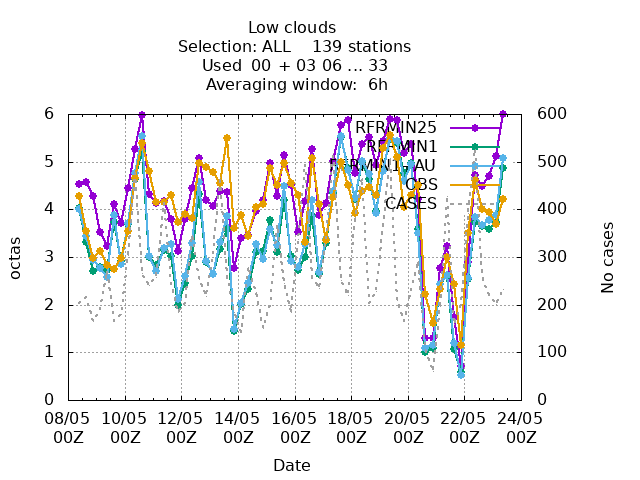 Low clouds
Selection: ALL    139 stations
Used  00 + 03 06 ... 33
Averaging window:  6h
6 600
RFRMIN25
RFRMIN1
5 500
C3S
4 CASES 400
octas
No cases
3 300
2 200
1 100
0 0
08/05 10/05 12/05 14/05 16/05 18/05 20/05 22/05 24/05
00Z 00Z 00Z 00Z 00Z 00Z 00Z 00Z 00Z
Date